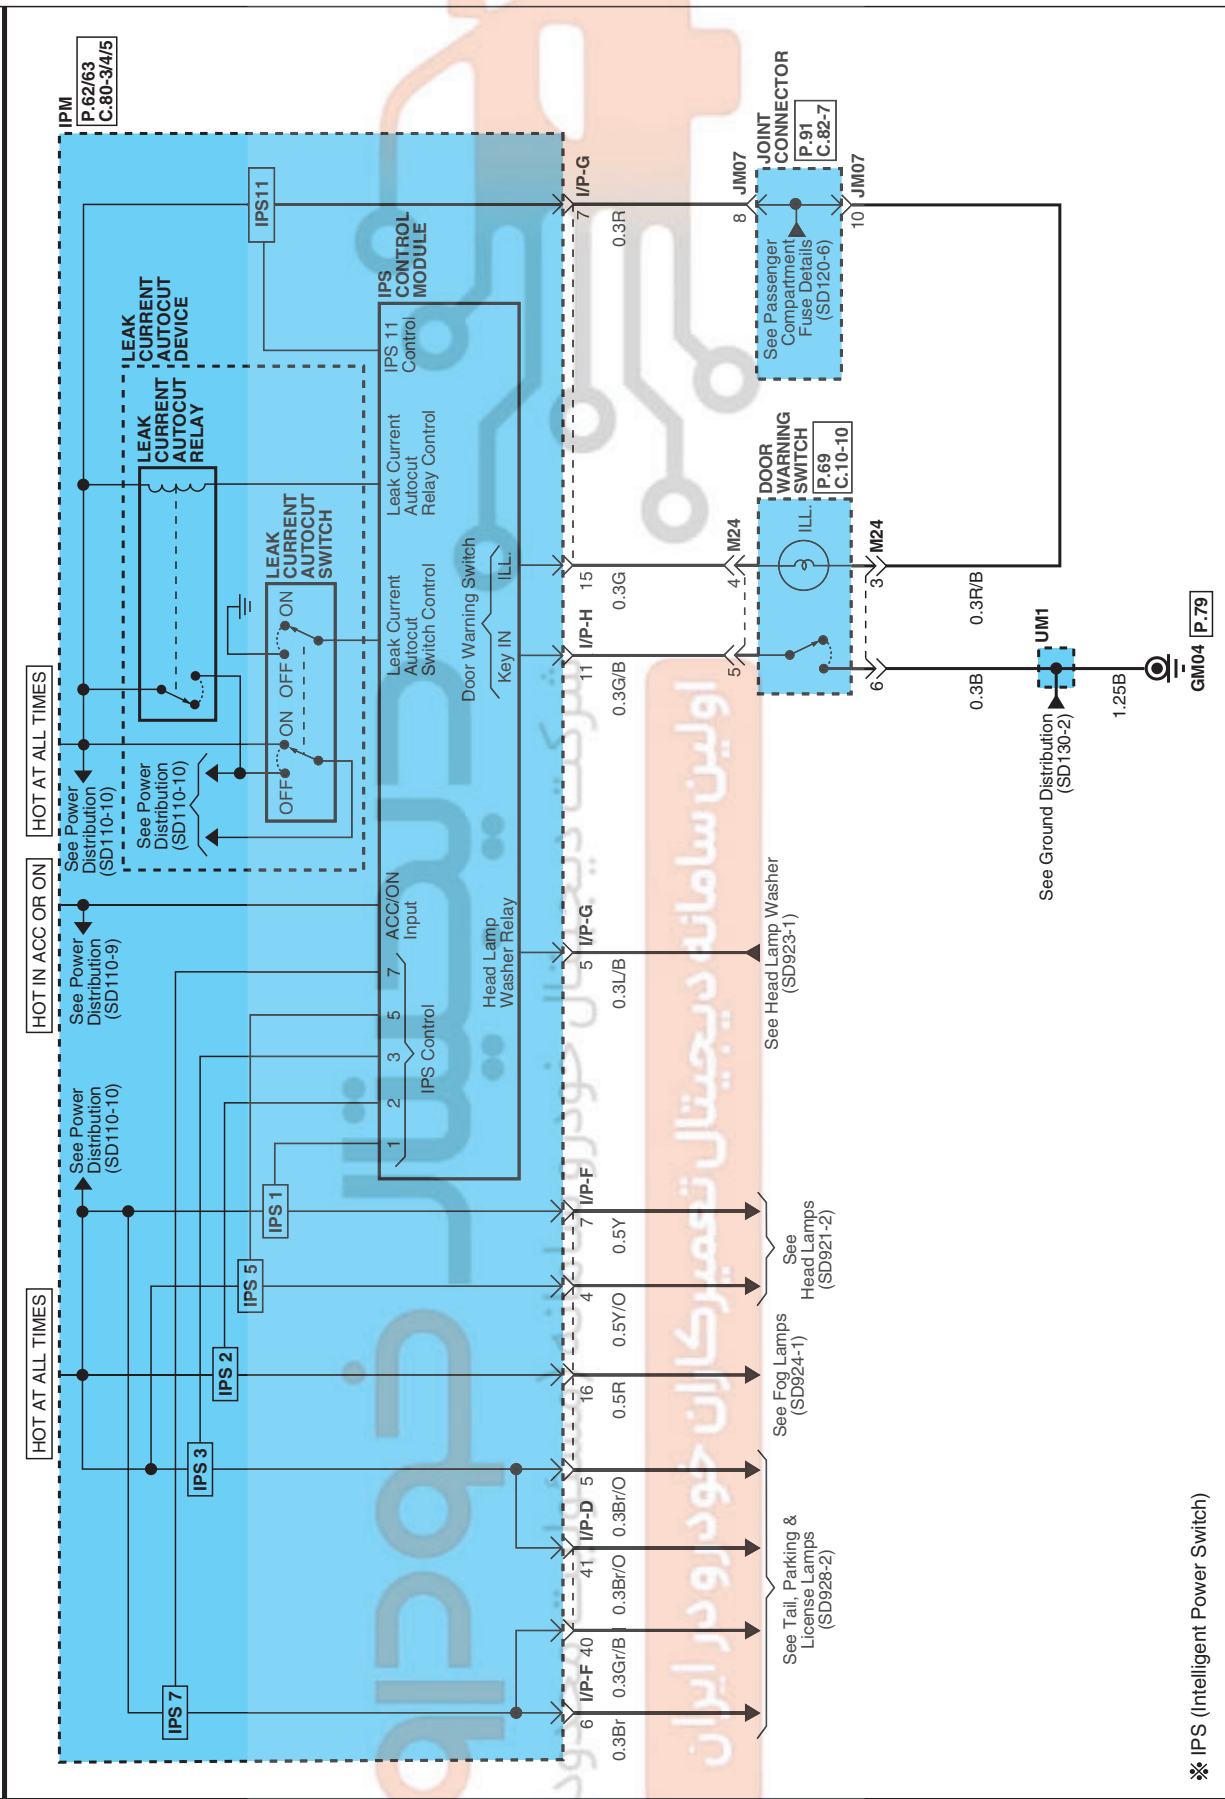 HOT AT ALL TIMES
HOT IN ACC OR ON
HOT AT ALL TIMES
IPM
P.62/63
C.80-3/4/5
See Power
Distribution
(SD110-10)
See Power
Distribution
(SD110-9)
See Power
Distribution
(SD110-10)
See Power
Distribution
(SD110-10)
LEAK
CURRENT
AUTOCUT
DEVICE
LEAK
CURRENT
AUTOCUT
RELAY
LEAK
CURRENT
AUTOCUT
SWITCH
OFF ON OFF ON
IPS 7
IPS 3
IPS 2
IPS 5
IPS 1
IPS11
IPS
CONTROL
MODULE
1 2 3 5 7
IPS Control
ACC/ON
Input
Leak Current
Autocut
Switch Control
Leak Current
Autocut
Relay Control
IPS 11
Control
Head Lamp
Washer Relay
Door Warning Switch
Key IN ILL.
6 I/P-F 40 41 I/P-D 5 16 4 7 I/P-F 5 I/P-G 11 I/P-H 15 7 I/P-G
0.3Br 0.3Gr/B 0.3Br/O 0.3Br/O 0.5R 0.5Y/O 0.5Y 0.3L/B 0.3G/B 0.3G 0.3R
See Tail, Parking &
License Lamps
(SD928-2)
See Fog Lamps
(SD924-1)
See
Head Lamps
(SD921-2)
See Head Lamp Washer
(SD923-1)
5 4 M24
DOOR
WARNING
SWITCH
P.69
C.10-10
ILL.
6 3 M24
8 JM07
JOINT
CONNECTOR
P.91
C.82-7
See Passenger
Compartment
Fuse Details
(SD120-6)
10 JM07
0.3B 0.3R/B
UM1
See Ground Distribution
(SD130-2)
1.25B
GM04 P.79
※ IPS (Intelligent Power Switch)
خودرو
اولین سامانه دیجیتال تعمیرکاران خودرو در ایران